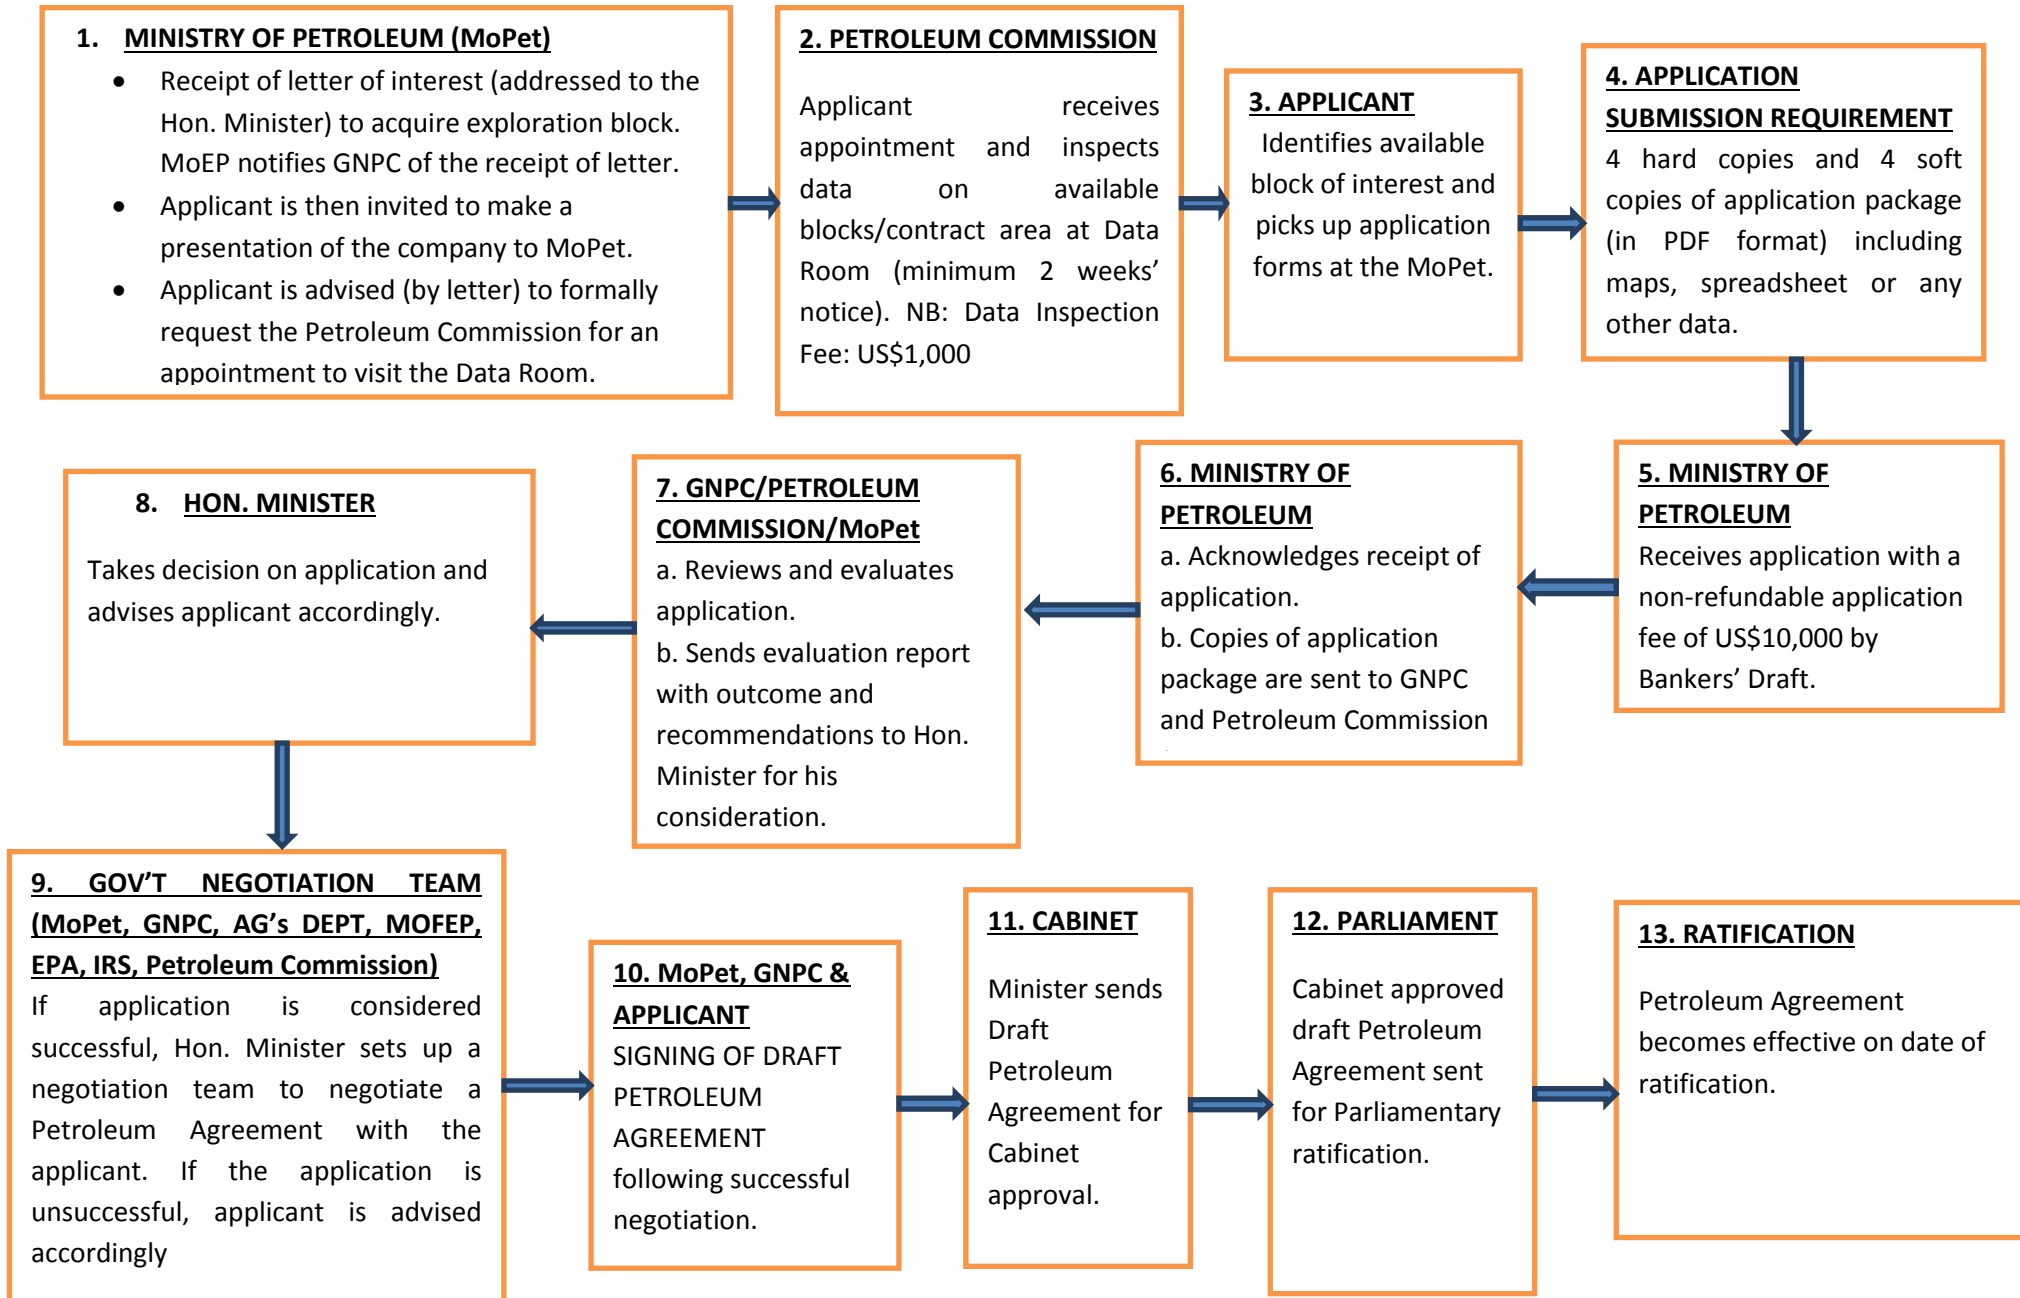 1. MINISTRY OF PETROLEUM (MoPet)
• Receipt of letter of interest (addressed to the
Hon. Minister) to acquire exploration block.
MoEP notifies GNPC of the receipt of letter.
• Applicant is then invited to make a
presentation of the company to MoPet.
• Applicant is advised (by letter) to formally
request the Petroleum Commission for an
appointment to visit the Data Room.
2. PETROLEUM COMMISSION
Applicant receives
appointment and inspects
data on available
blocks/contract area at Data
Room (minimum 2 weeks’
notice). NB: Data Inspection
Fee: US$1,000
3. APPLICANT
Identifies available
block of interest and
picks up application
forms at the MoPet.
4. APPLICATION
SUBMISSION REQUIREMENT
4 hard copies and 4 soft
copies of application package
(in PDF format) including
maps, spreadsheet or any
other data.
5. MINISTRY OF
PETROLEUM
Receives application with a
non-refundable application
fee of US$10,000 by
Bankers’ Draft.
6. MINISTRY OF
PETROLEUM
a. Acknowledges receipt of
application.
b. Copies of application
package are sent to GNPC
and Petroleum Commission
7. GNPC/PETROLEUM
COMMISSION/MoPet
a. Reviews and evaluates
application.
b. Sends evaluation report
with outcome and
recommendations to Hon.
Minister for his
consideration.
8. HON. MINISTER
Takes decision on application and
advises applicant accordingly.
9. GOV’T NEGOTIATION TEAM
(MoPet, GNPC, AG’s DEPT, MOFEP,
EPA, IRS, Petroleum Commission)
If application is considered
successful, Hon. Minister sets up a
negotiation team to negotiate a
Petroleum Agreement with the
applicant. If the application is
unsuccessful, applicant is advised
accordingly
10. MoPet, GNPC &
APPLICANT
SIGNING OF DRAFT
PETROLEUM
AGREEMENT
following successful
negotiation.
11. CABINET
Minister sends
Draft
Petroleum
Agreement for
Cabinet
approval.
12. PARLIAMENT
Cabinet approved
draft Petroleum
Agreement sent
for Parliamentary
ratification.
13. RATIFICATION
Petroleum Agreement
becomes effective on date of
ratification.